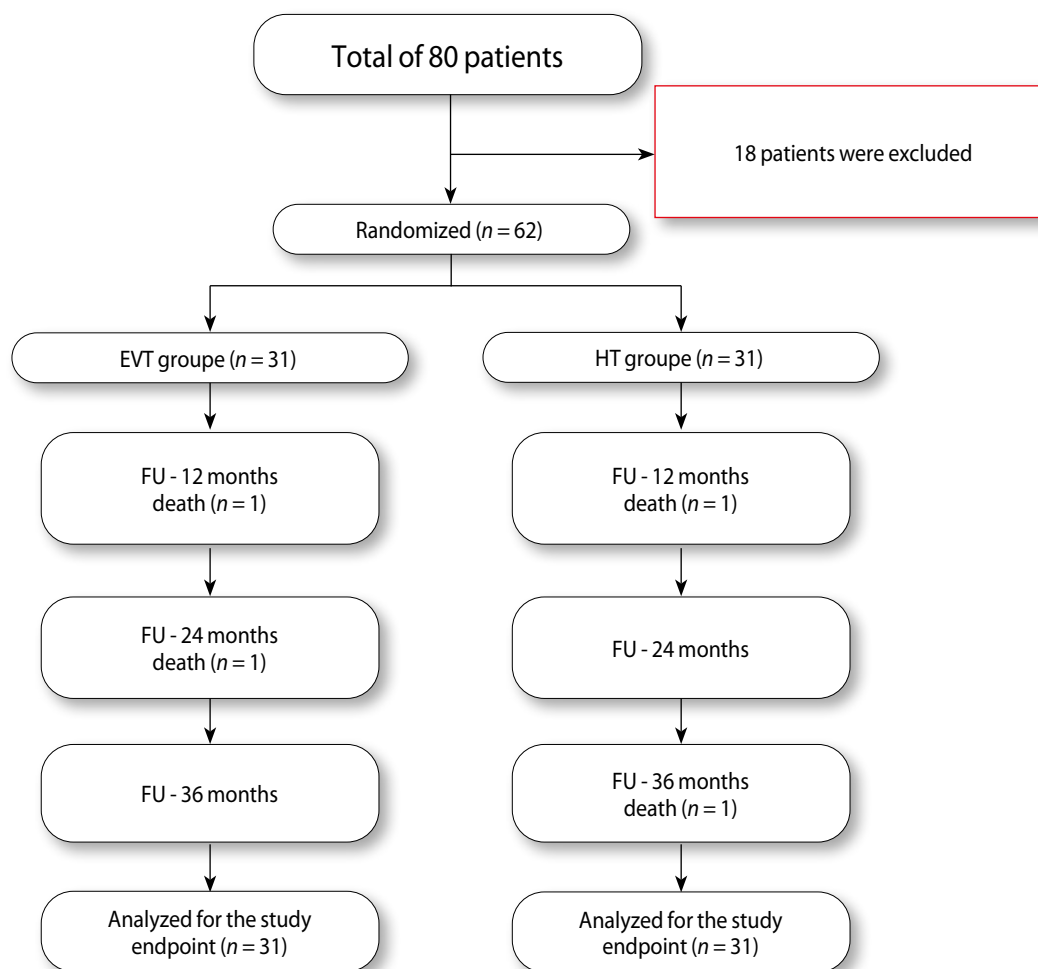 Total of 80 patients
18 patients were excluded
Randomized (n = 62)
EVT groupe (n = 31)
HT groupe (n = 31)
FU - 12 months
death (n = 1)
FU - 12 months
death (n = 1)
FU - 24 months
death (n = 1)
FU - 24 months
FU - 36 months
FU - 36 months
death (n = 1)
Analyzed for the study
endpoint (n = 31)
Analyzed for the study
endpoint (n = 31)